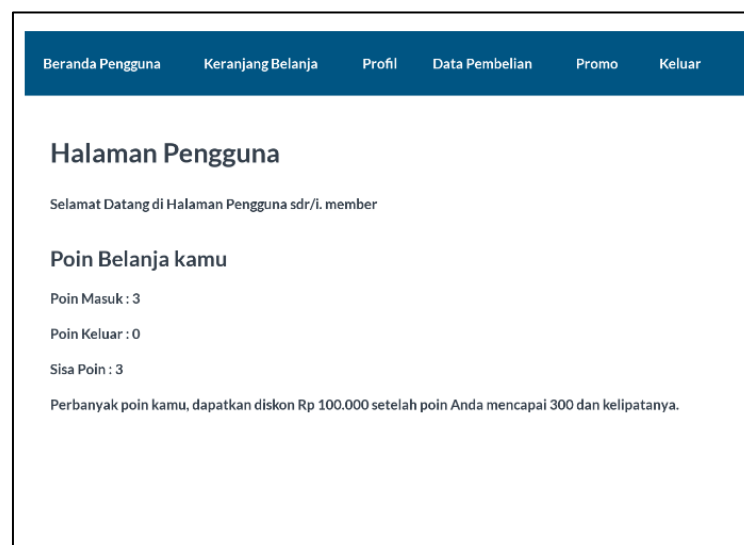 Beranda Pengguna Keranjang Belanja Profil Data Pembelian Promo Keluar
Halaman Pengguna
Selamat Datang di Halaman Pengguna sdr/i. member
Poin Belanja kamu
Poin Masuk : 3
Poin Keluar : 0
Sisa Poin : 3
Perbanyak poin kamu, dapatkan diskon Rp 100.000 setelah poin Anda mencapai 300 dan kelipatanya.